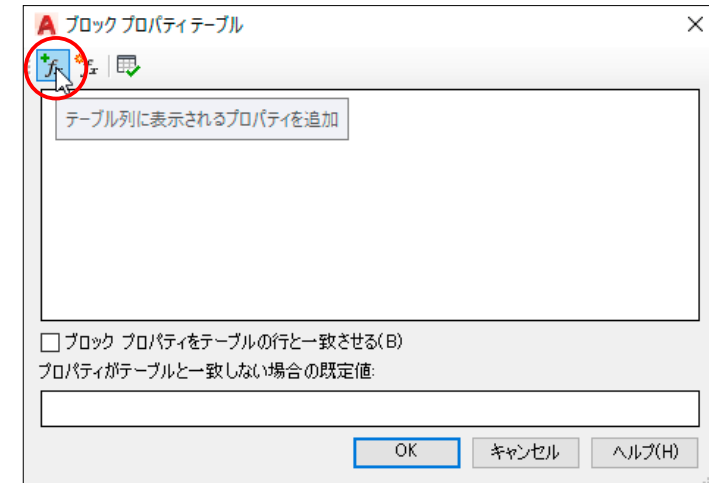 ブロック プロパティ テーブル
テーブル列に表示されるプロパティを追加
ブロック プロパティをテーブルの行と一致させる(B)
プロパティがテーブルと一致しない場合の既定値:
OK キャンセル ヘルプ(H)